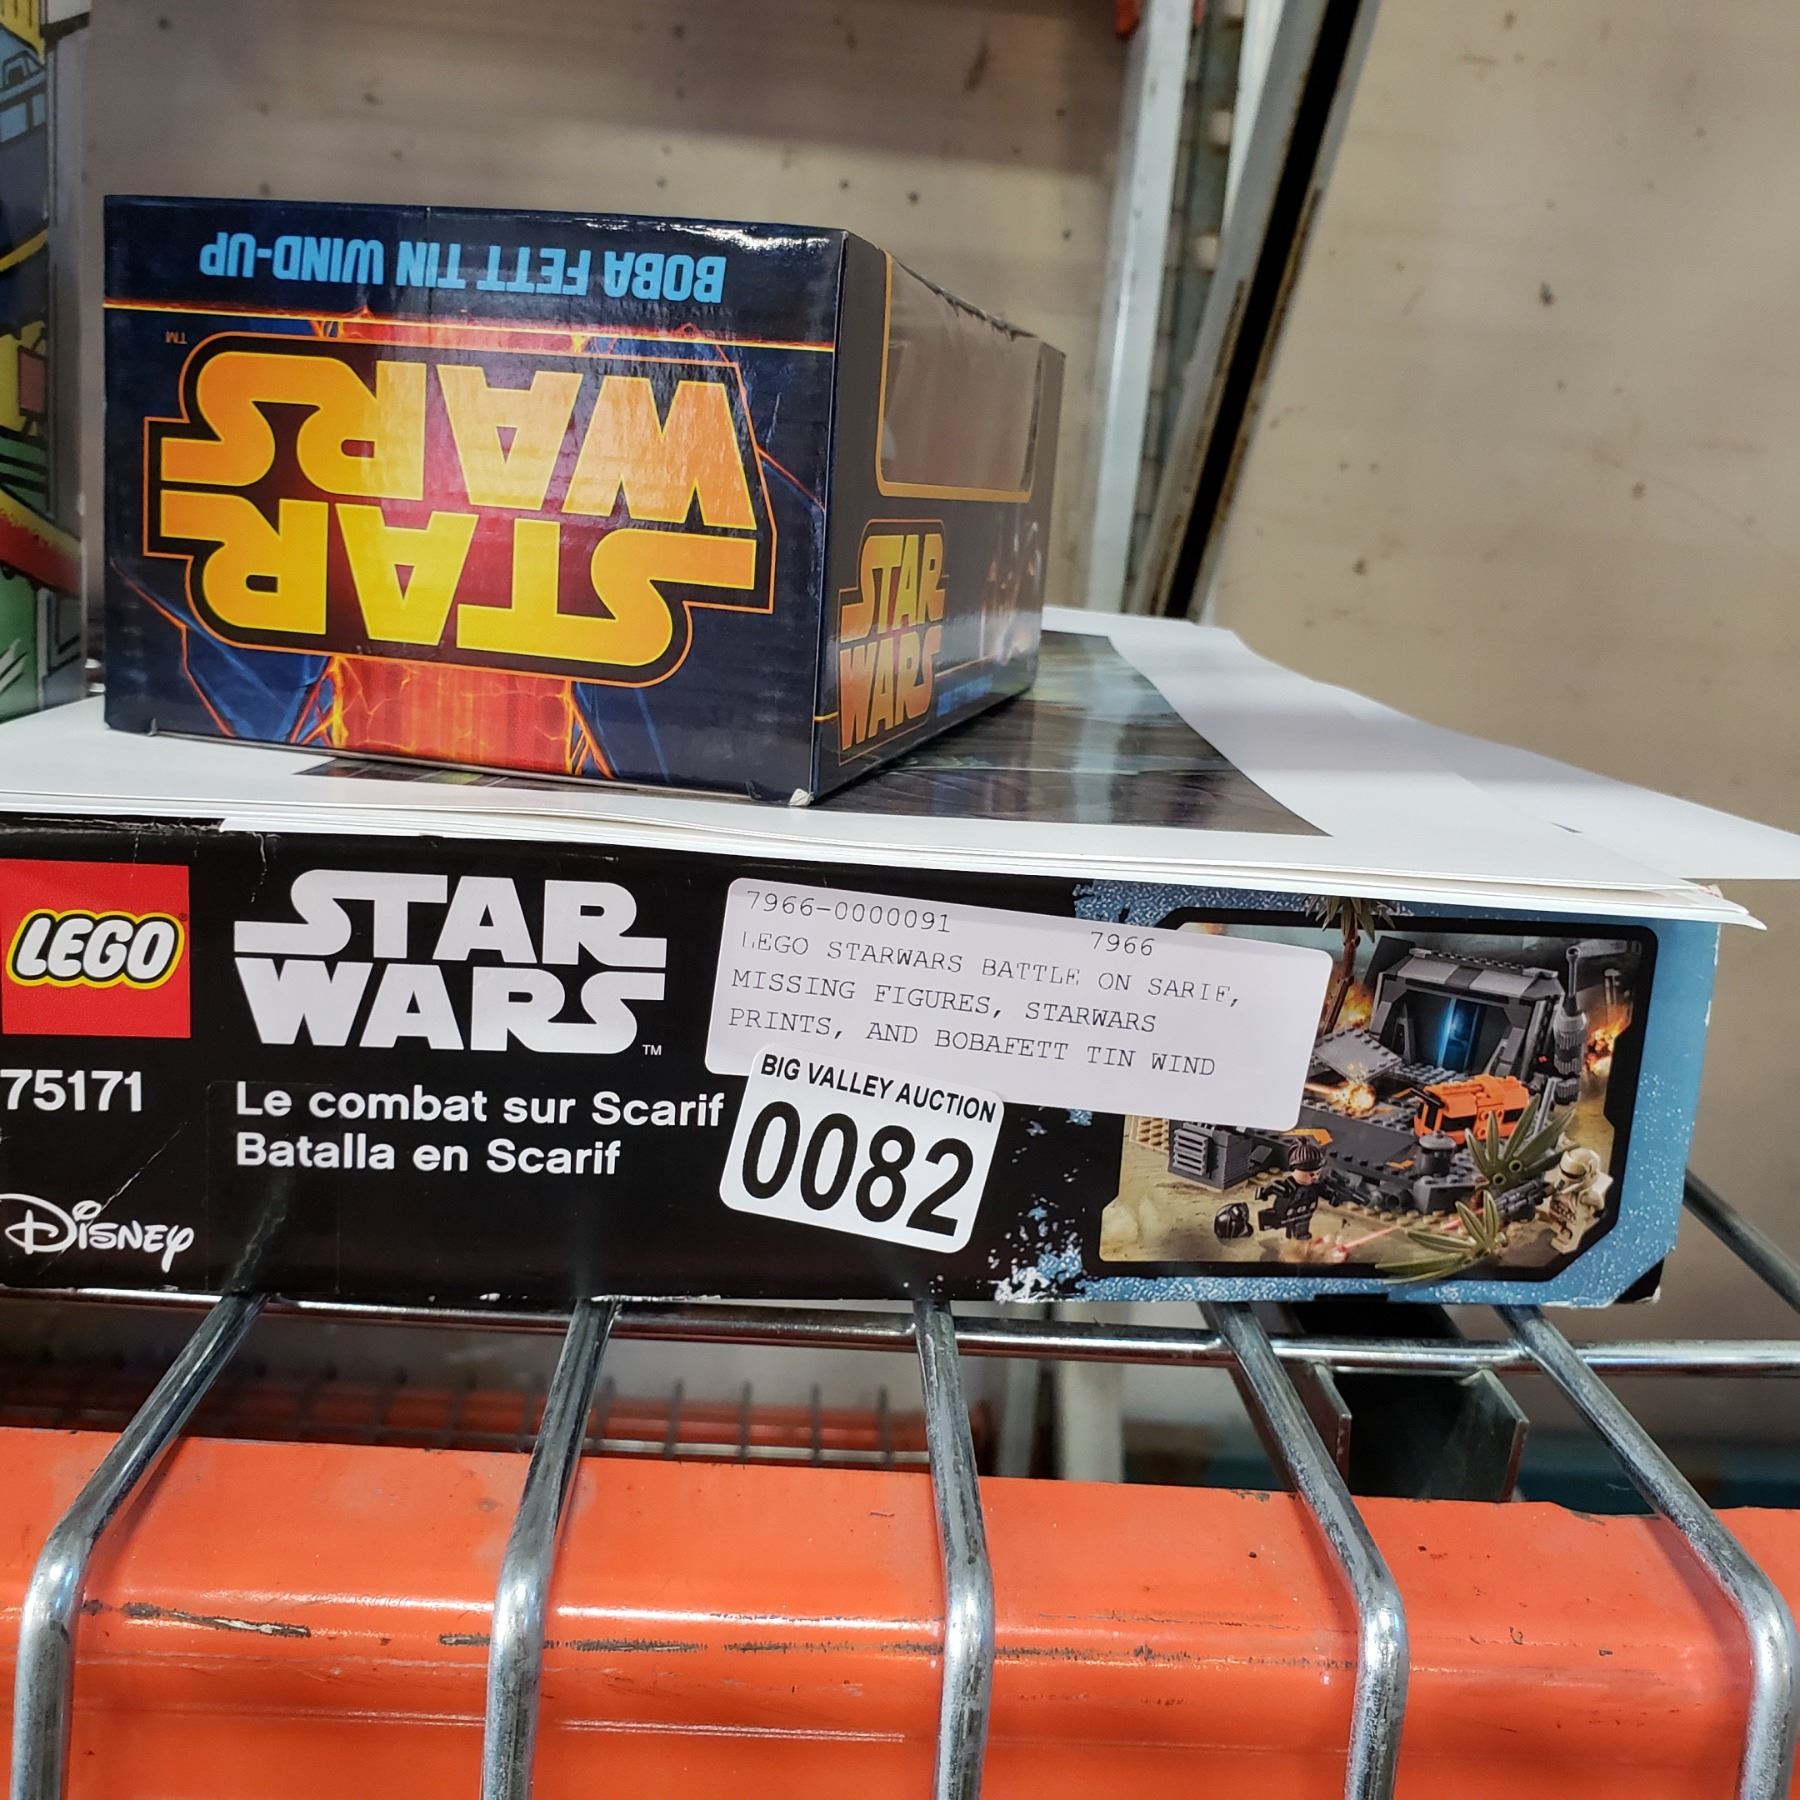 BOBA FETT TIN WIND-UP
STAR
WARS
TM
STAR
WARS
LEGO
STAR
WARS
TM
75171
Le combat sur Scarif
Batalla en Scarif
Disney
7966-0000091 7966
LEGO STARWARS BATTLE ON SARIF,
MISSING FIGURES, STARWARS
PRINTS, AND BOBAFETT TIN WIND
BIG VALLEY AUCTION
0082